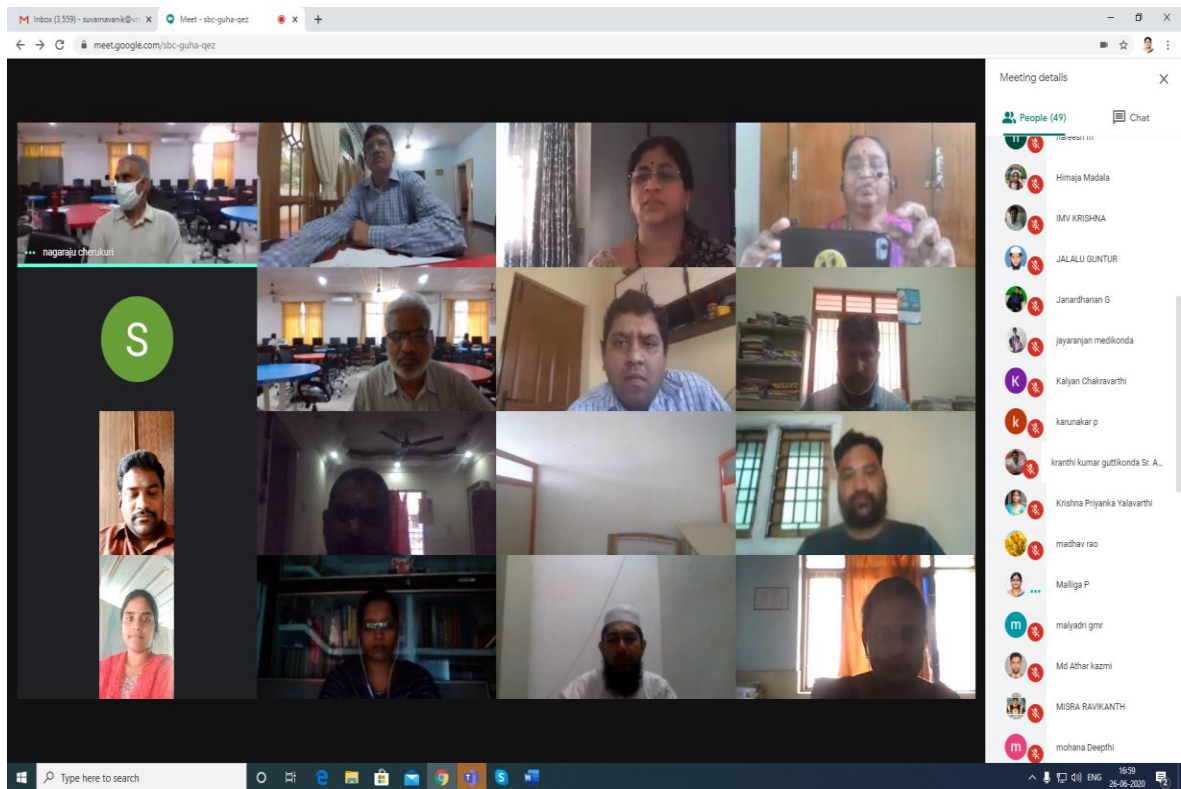 Inbox (3,559) - suvarnavanik@vr
Meet - sbc-guha-qez
meet.google.com/sbc-guha-qez
Meeting details
People (49)
Chat
nagaraju cherukuri
S
Himaja Madala
IMV KRISHNA
JALALU GUNTUR
Janardhanan G
jayaranjan medikonda
K
Kalyan Chakravarthi
k
karunakar p
kranthi kumar guttikonda Sr. A...
Krishna Priyanka Yalavarthi
madhav rao
Malliga P
m
malyadri gmr
Md Athar kazmi
MISRA RAVIKANTH
m
mohana Deepthi
Type here to search
ENG
16:59
26-06-2020